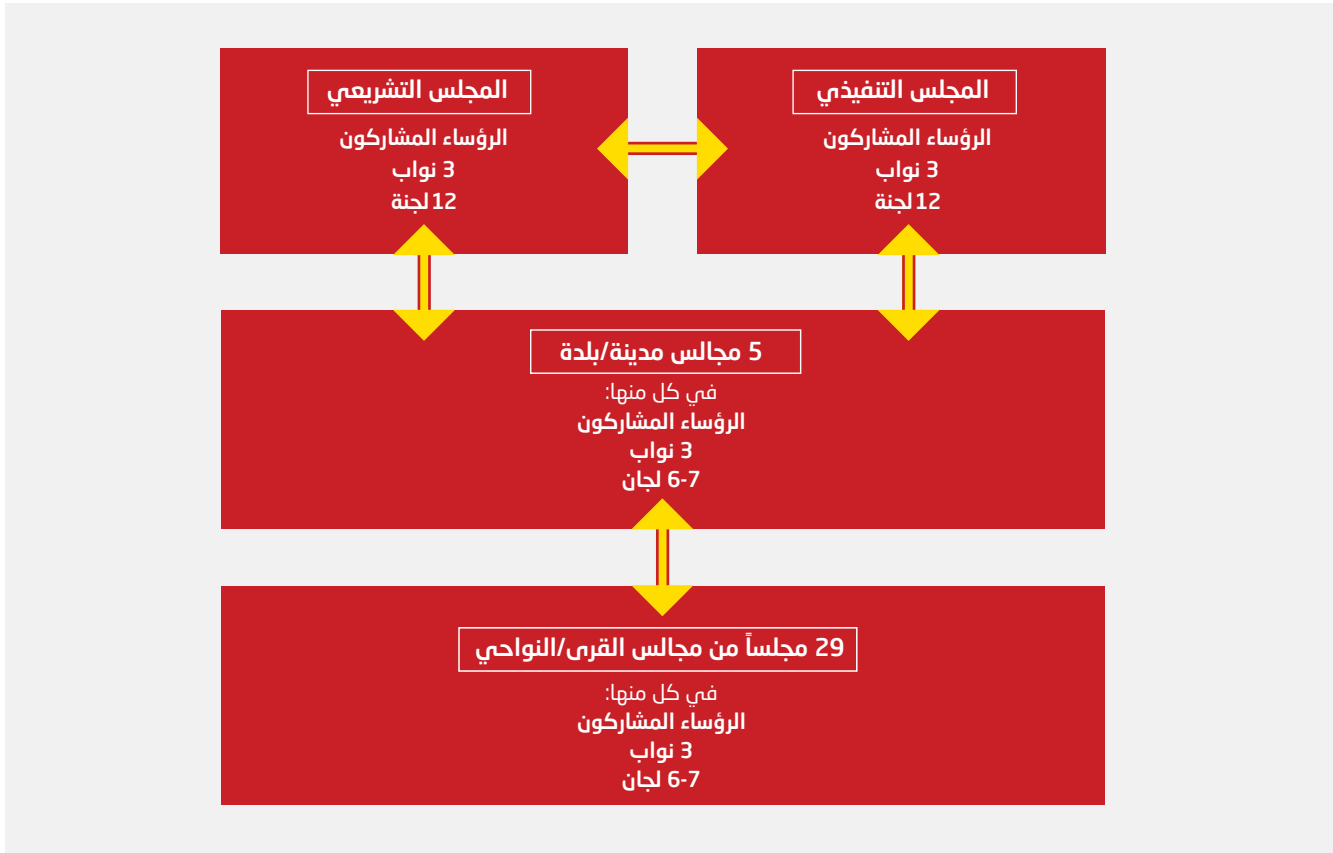 المجلس التنفيذي
الرؤساء المشاركون
3 نواب
12 لجنة
المجلس التشريعي
الرؤساء المشاركون
3 نواب
12 لجنة
5 مجالس مدينة/بلدة
في كل منها:
الرؤساء المشاركون
3 نواب
6-7 لجان
29 مجلساً من مجالس القرى/النواحي
في كل منها:
الرؤساء المشاركون
3 نواب
6-7 لجان